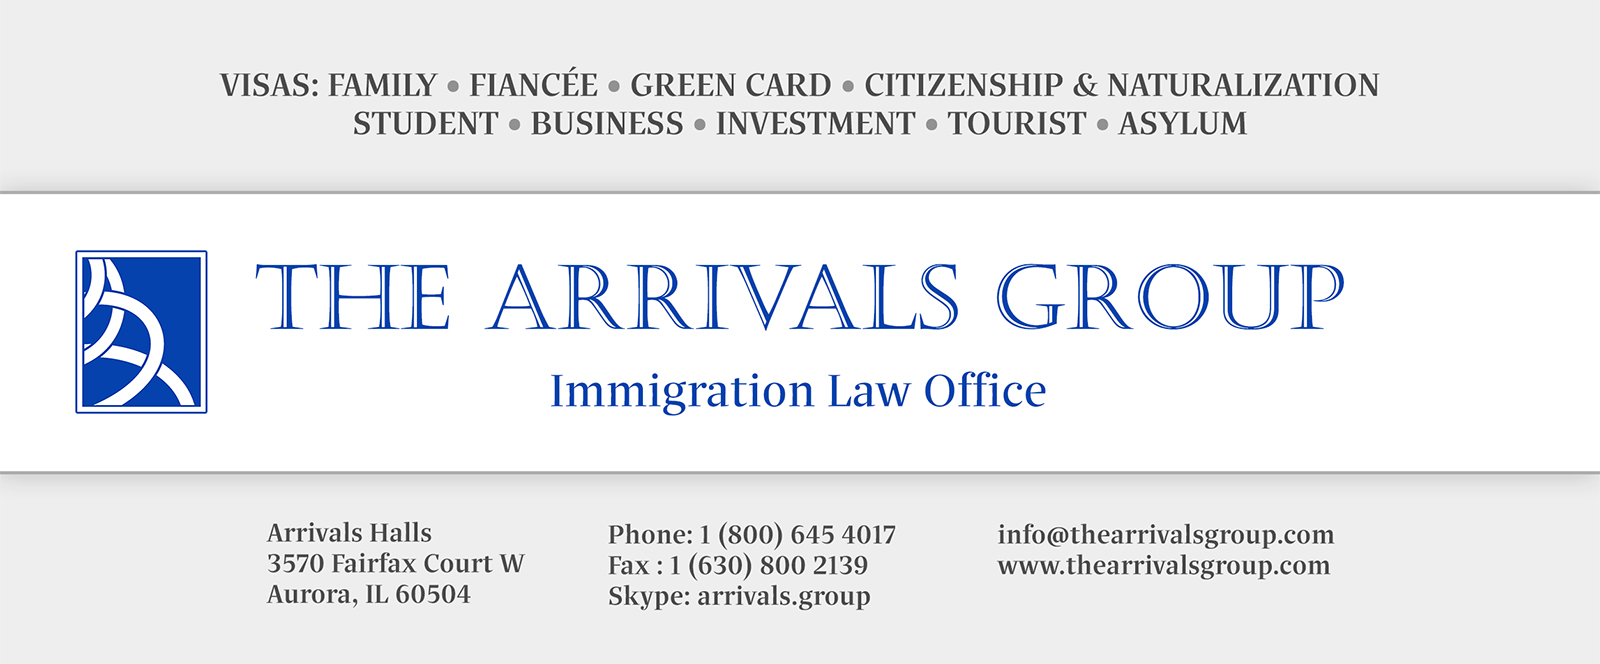 VISAS: FAMILY • FIANCÉE • GREEN CARD • CITIZENSHIP & NATURALIZATION
STUDENT • BUSINESS • INVESTMENT • TOURIST • ASYLUM
THE ARRIVALS GROUP
Immigration Law Office
Arrivals Halls
3570 Fairfax Court W
Aurora, IL 60504
Phone: 1 (800) 645 4017
Fax : 1 (630) 800 2139
Skype: arrivals.group
info@thearrivalsgroup.com
www.thearrivalsgroup.com